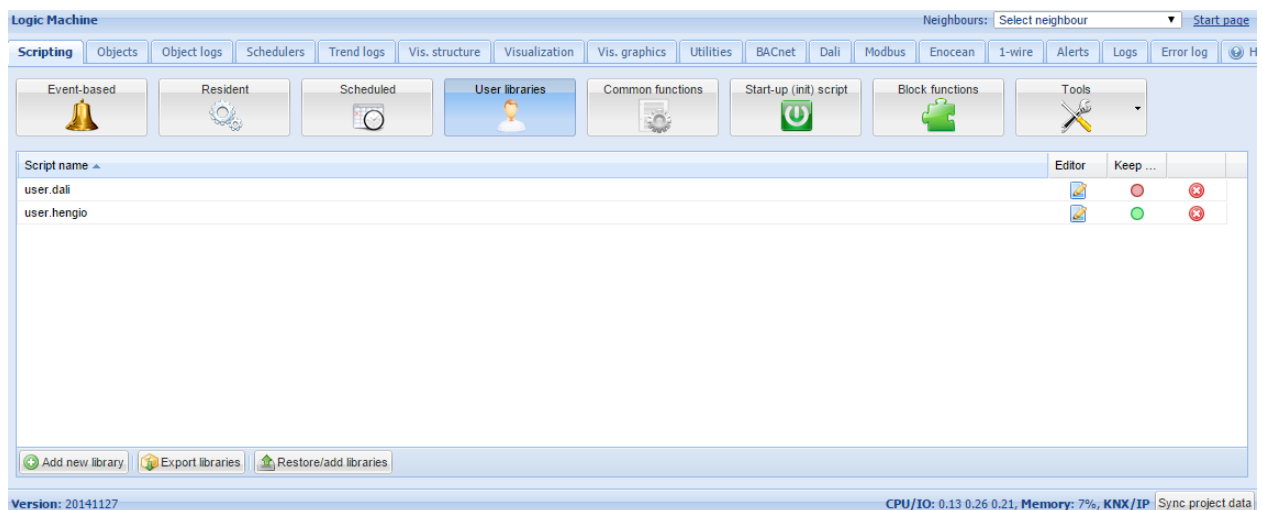 Logic Machine Neighbours: Select neighbour Start page
Scripting Objects Object logs Schedulers Trend logs Vis. structure Visualization Vis. graphics Utilities BACnet Dali Modbus Enocean 1-wire Alerts Logs Error log H
Event-based Resident Scheduled User libraries Common functions Start-up (init) script Block functions Tools
Script name Editor Keep ...
user.dali
user.hengio
Add new library Export libraries Restore/add libraries
Version: 20141127 CPU/IO: 0.13 0.26 0.21, Memory: 7%, KNX/IP Sync project data